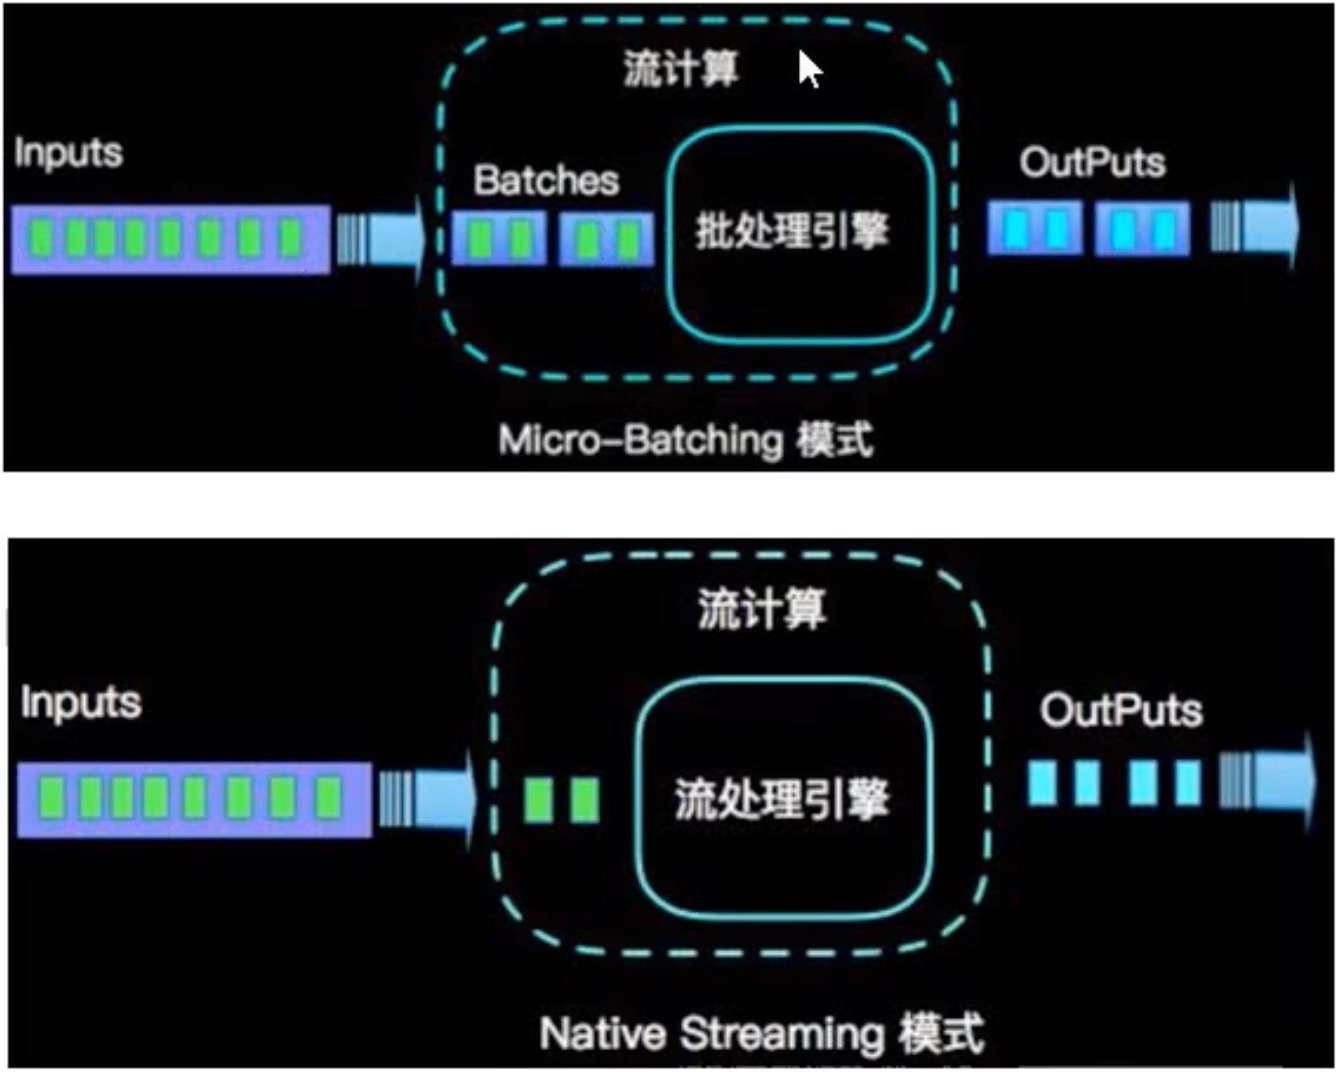 流计算
Inputs
Batches
批处理引擎
OutPuts
Micro-Batching 模式
流计算
Inputs
流处理引擎
OutPuts
Native Streaming 模式